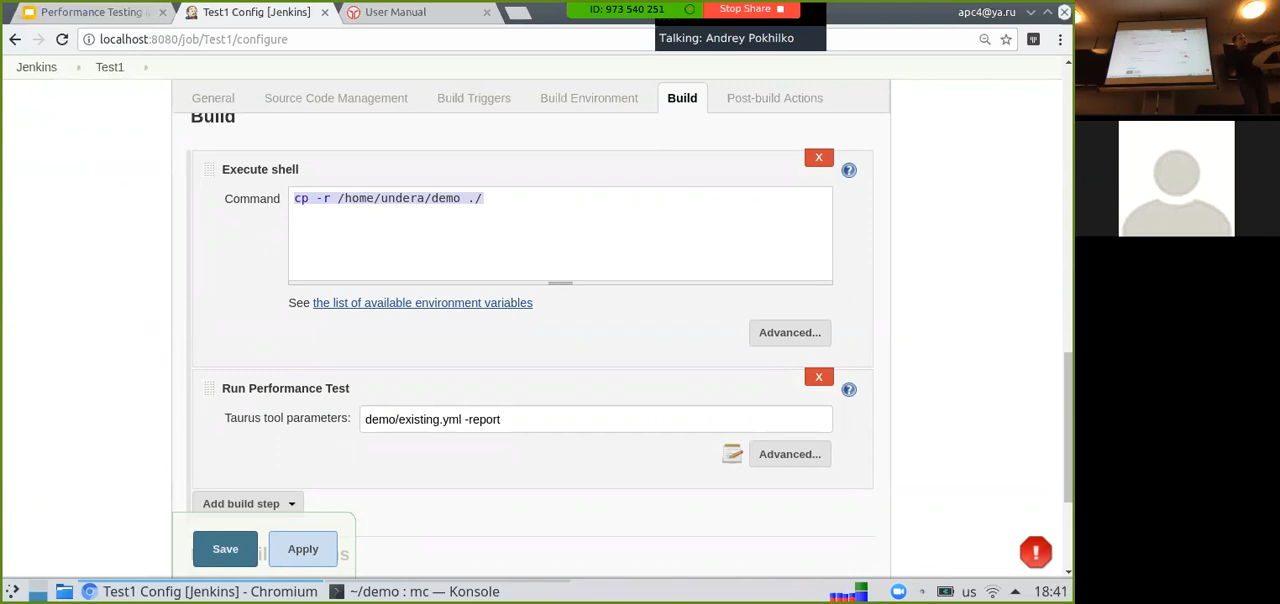 Performance Testing
Test1 Config [Jenkins]
User Manual
ID: 973 540 251
Stop Share
apc4@ya.ru
localhost:8080/job/Test1/configure
Talking: Andrey Pokhilko
Jenkins
Test1
General
Source Code Management
Build Triggers
Build Environment
Build
Post-build Actions
Build
Execute shell
X
?
Command
cp -r /home/undera/demo ./
See the list of available environment variables
Advanced...
Run Performance Test
X
?
Taurus tool parameters:
demo/existing.yml -report
Advanced...
Add build step
Save
Apply
!
Test1 Config [Jenkins] - Chromium
~/demo : mc — Konsole
us
18:41